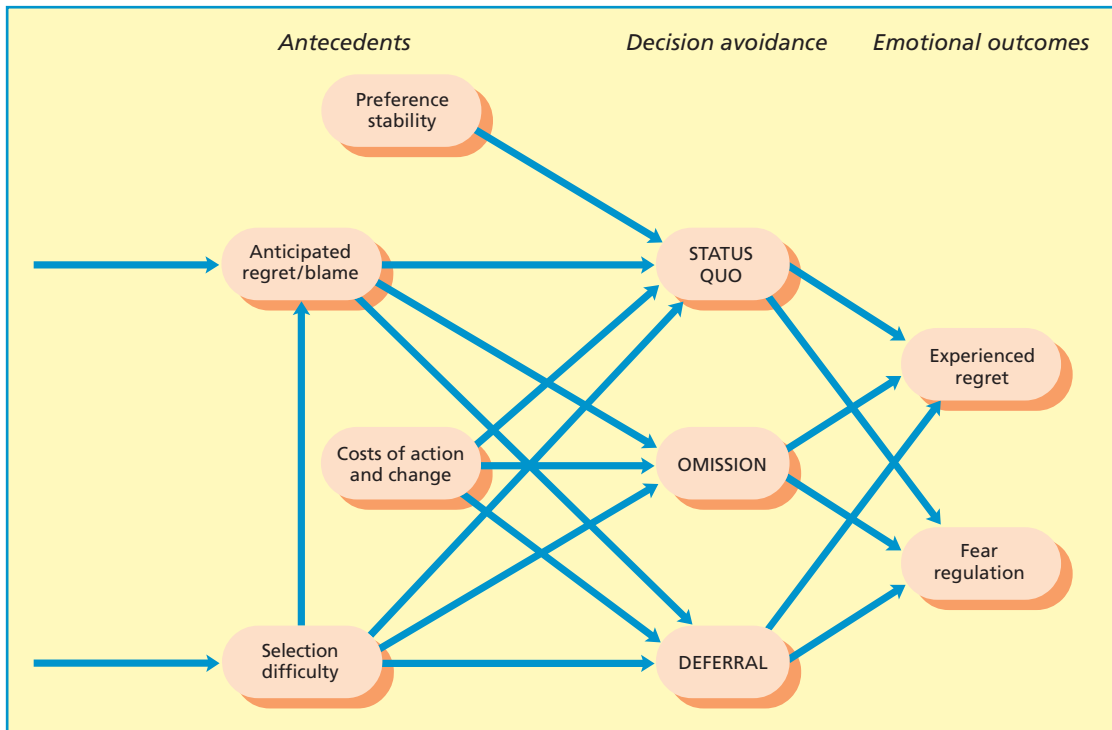 Antecedents
Decision avoidance
Emotional outcomes
Preference
stability
Anticipated
regret/blame
STATUS
QUO
Experienced
regret
Costs of action
and change
OMISSION
Fear
regulation
Selection
difficulty
DEFERRAL